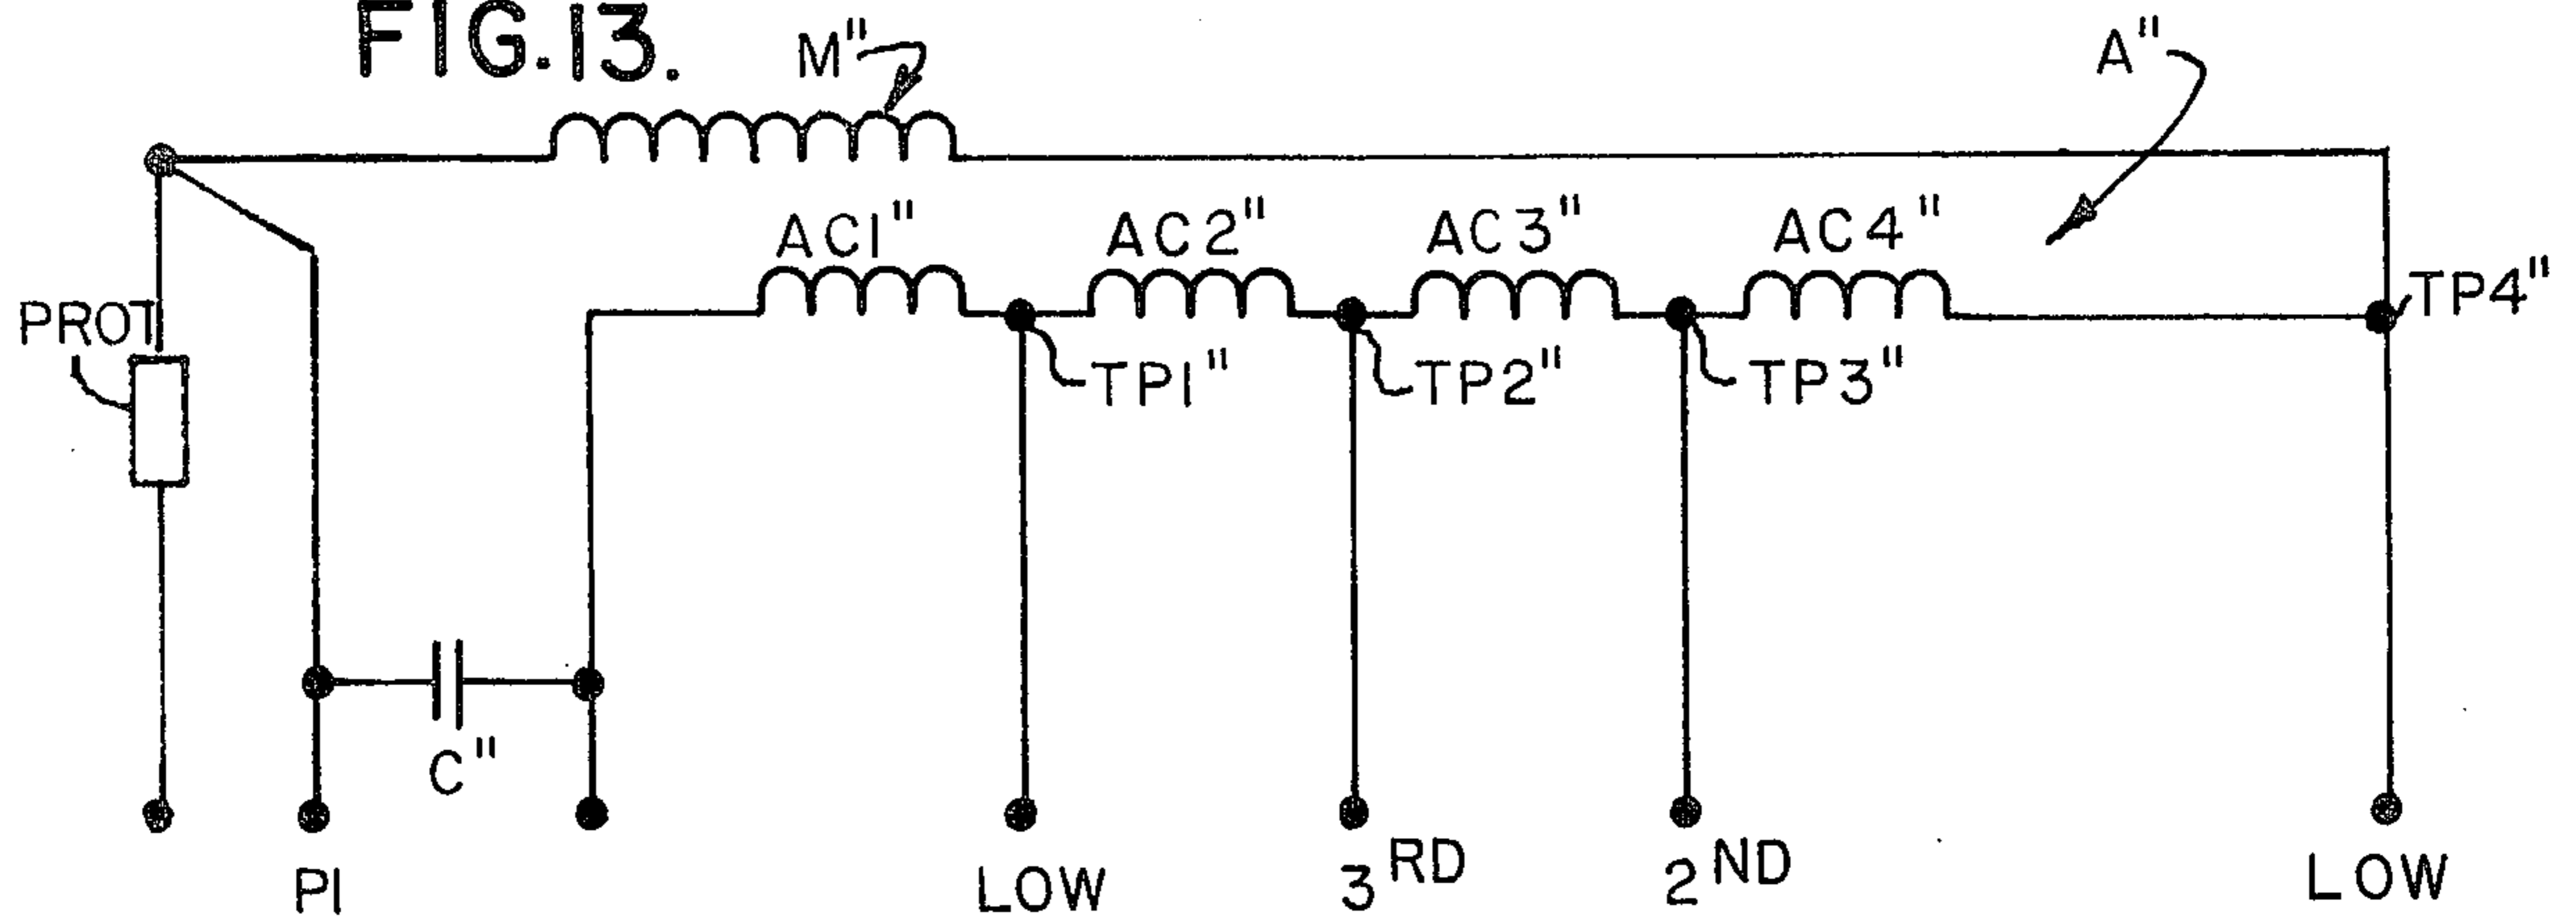 FIG.13.
M"
A"
AC1"
AC2"
AC3"
AC4"
PROT
TP1"
TP2"
TP3"
TP4"
C"
P1
LOW
3RD
2ND
LOW